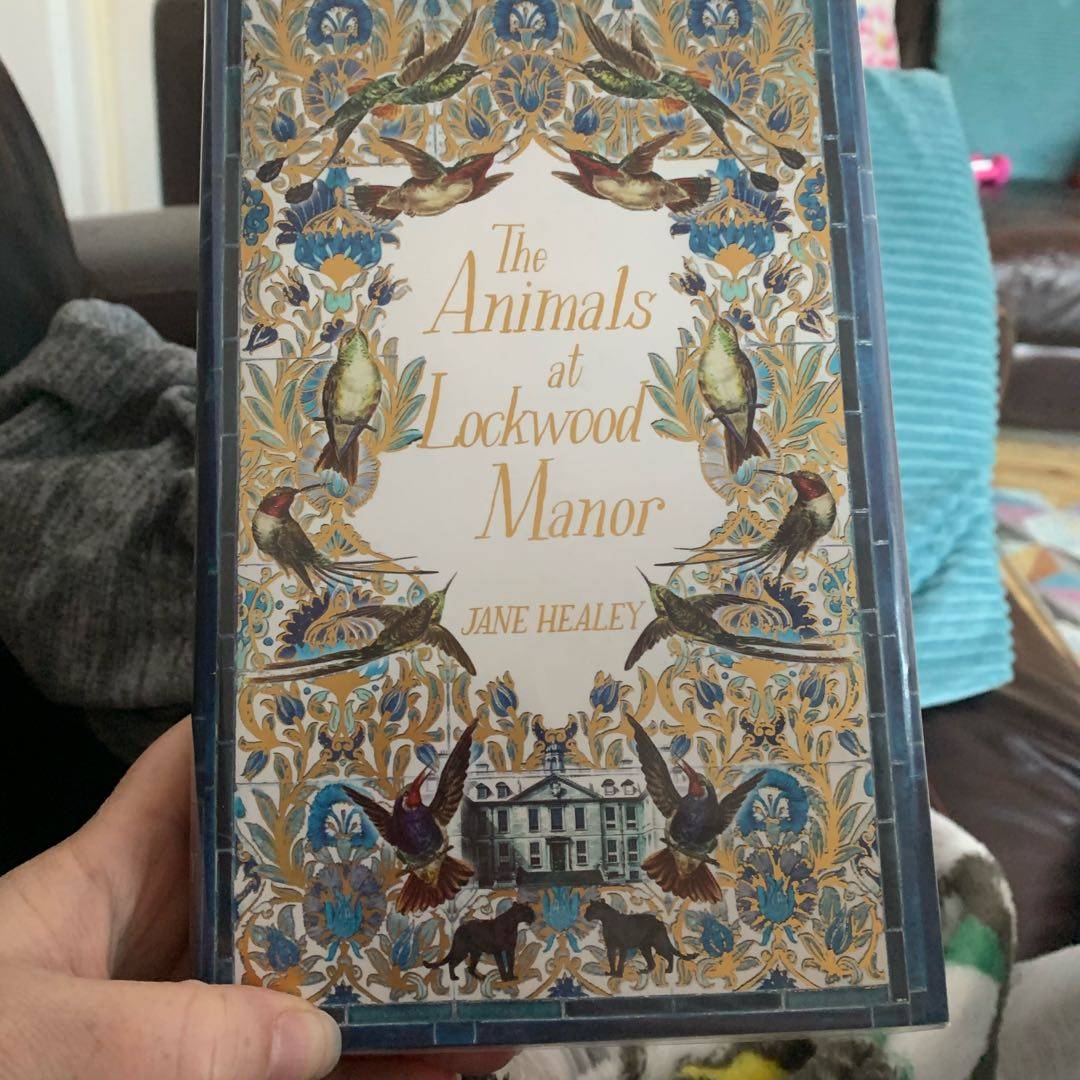 The
Animals
at
Lockwood
Manor
JANE HEALEY